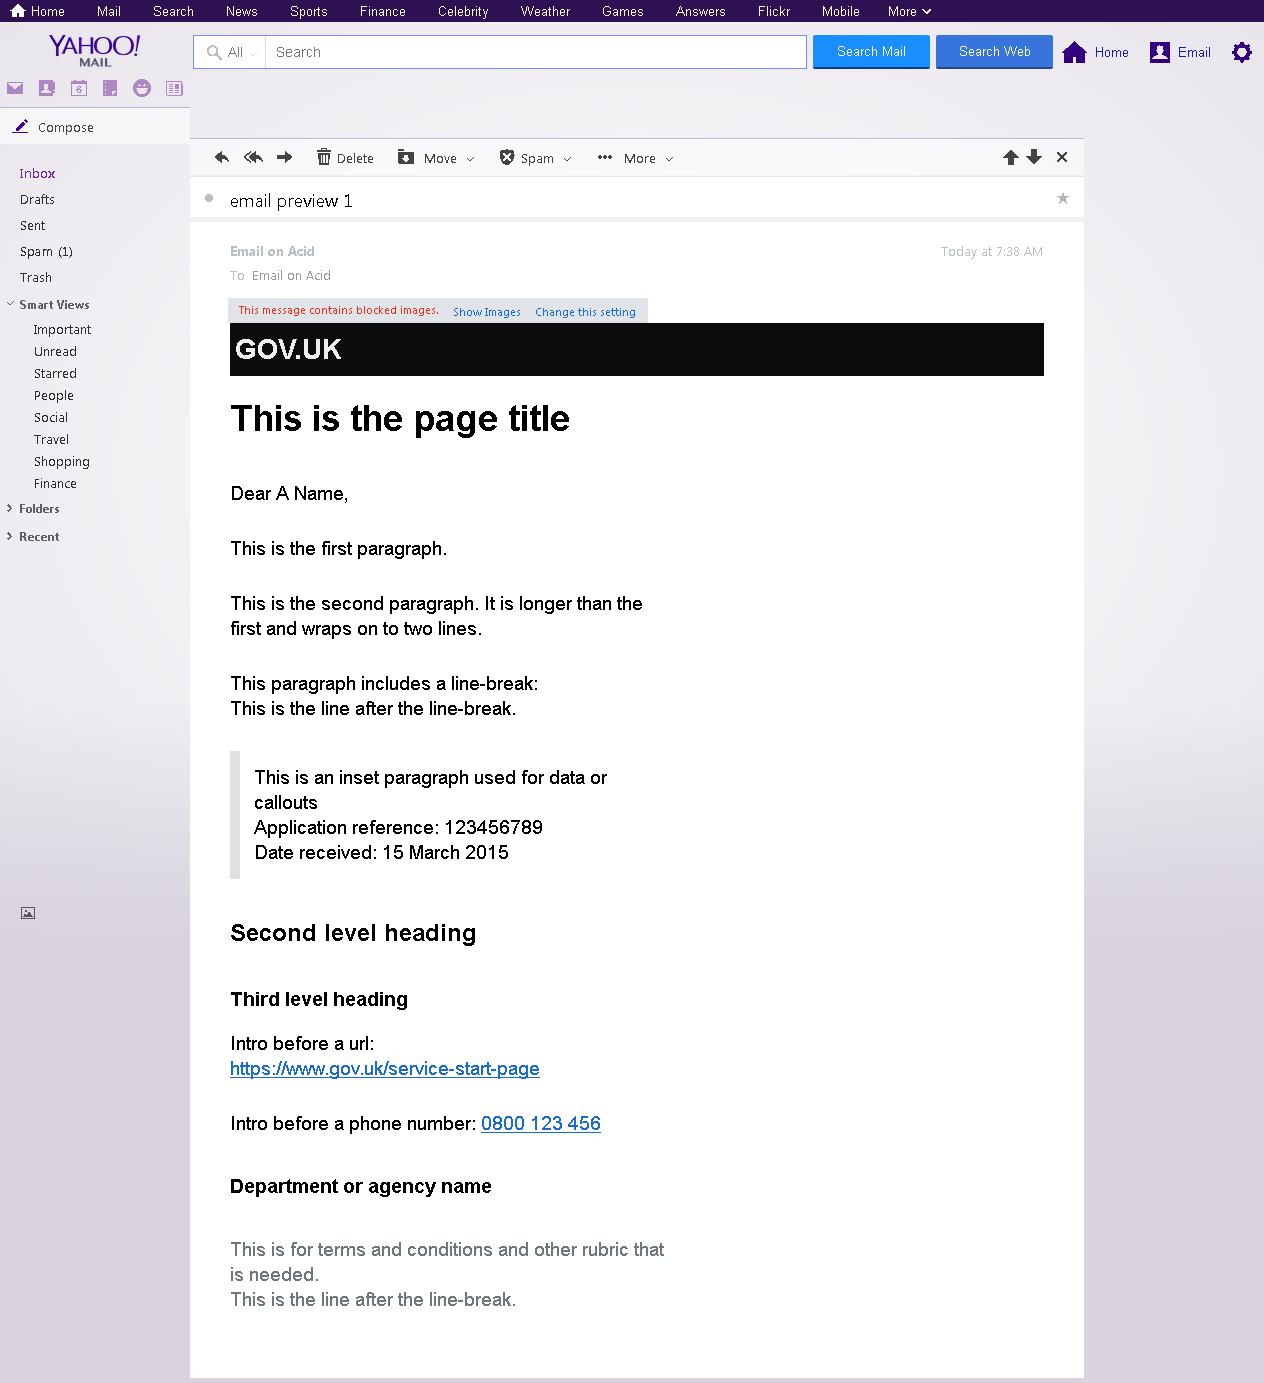 Home Mail Search News Sports Finance Celebrity Weather Games Answers Flickr Mobile More
YAHOO!
MAIL
All Search Search Mail Search Web Home Email
6
Compose
Delete Move Spam More
Inbox
Drafts
Sent
Spam (1)
Trash
Smart Views
Important
Unread
Starred
People
Social
Travel
Shopping
Finance
Folders
Recent
email preview 1
Email on Acid Today at 7:38 AM
To Email on Acid
This message contains blocked images. Show Images Change this setting
GOV.UK
This is the page title
Dear A Name,
This is the first paragraph.
This is the second paragraph. It is longer than the
first and wraps on to two lines.
This paragraph includes a line-break:
This is the line after the line-break.
This is an inset paragraph used for data or
callouts
Application reference: 123456789
Date received: 15 March 2015
Second level heading
Third level heading
Intro before a url:
https://www.gov.uk/service-start-page
Intro before a phone number: 0800 123 456
Department or agency name
This is for terms and conditions and other rubric that
is needed.
This is the line after the line-break.